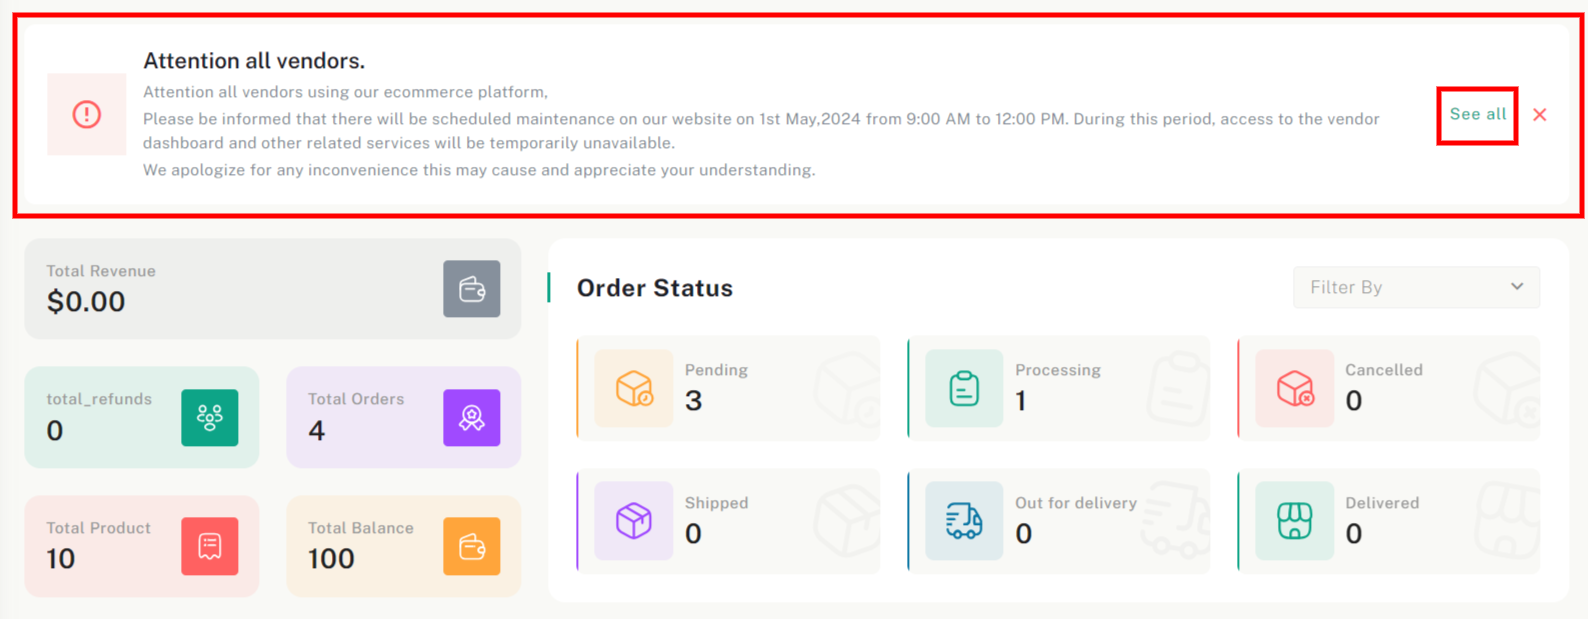 Attention all vendors.
Attention all vendors using our ecommerce platform,
Please be informed that there will be scheduled maintenance on our website on 1st May,2024 from 9:00 AM to 12:00 PM. During this period, access to the vendor
dashboard and other related services will be temporarily unavailable.
We apologize for any inconvenience this may cause and appreciate your understanding.
See all
Total Revenue
$0.00
total_refunds
0
Total Orders
4
Total Product
10
Total Balance
100
Order Status
Filter By
Pending
3
Processing
1
Cancelled
0
Shipped
0
Out for delivery
0
Delivered
0